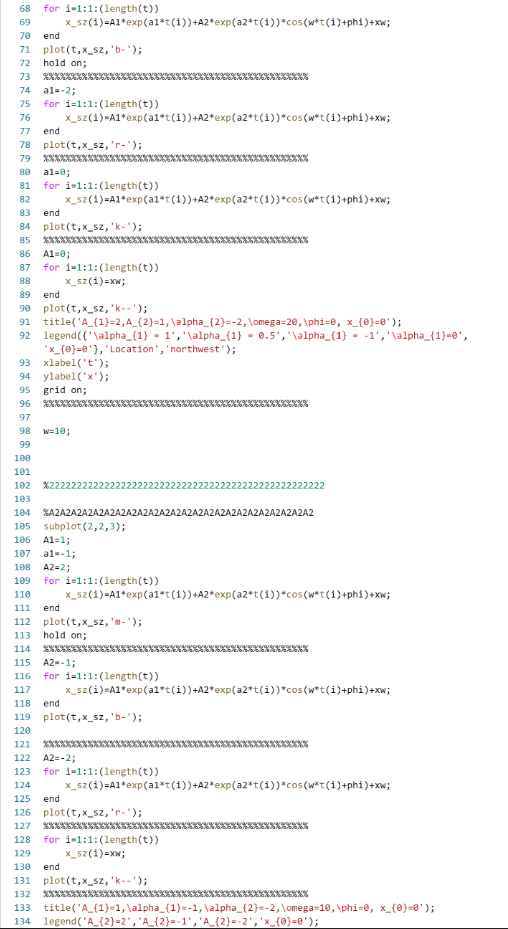 68 for i=1:1:(length(t))
69 x_sz(i)=A1*exp(a1*t(i))+A2*exp(a2*t(i))*cos(w*t(i)+phi)+xw;
70 end
71 plot(t,x_sz,'b-');
72 hold on;
73 %%%%%%%%%%%%%%%%%%%%%%%%%%%%%%%%%%%%%%%%%%%%%%%%
74 a1=-2;
75 for i=1:1:(length(t))
76 x_sz(i)=A1*exp(a1*t(i))+A2*exp(a2*t(i))*cos(w*t(i)+phi)+xw;
77 end
78 plot(t,x_sz,'r-');
79 %%%%%%%%%%%%%%%%%%%%%%%%%%%%%%%%%%%%%%%%%%%%%%%%
80 a1=0;
81 for i=1:1:(length(t))
82 x_sz(i)=A1*exp(a1*t(i))+A2*exp(a2*t(i))*cos(w*t(i)+phi)+xw;
83 end
84 plot(t,x_sz,'k-');
85 %%%%%%%%%%%%%%%%%%%%%%%%%%%%%%%%%%%%%%%%%%%%%%%%
86 A1=0;
87 for i=1:1:(length(t))
88 x_sz(i)=xw;
89 end
90 plot(t,x_sz,'k--');
91 title('A_{1}=2,A_{2}=1,\alpha_{2}=-2,\omega=20,\phi=0, x_{0}=0');
92 legend({'\alpha_{1} = 1','\alpha_{1} = 0.5','\alpha_{1} = -1','\alpha_{1}=0',
'x_{0}=0'},'Location','northwest');
93 xlabel('t');
94 ylabel('x');
95 grid on;
96 %%%%%%%%%%%%%%%%%%%%%%%%%%%%%%%%%%%%%%%%%%%%%%%%
97
98 w=10;
99
100
101
102 %22222222222222222222222222222222222222222222222222
103
104 %A2A2A2A2A2A2A2A2A2A2A2A2A2A2A2A2A2A2A2A2A2A2A2A2
105 subplot(2,2,3);
106 A1=1;
107 a1=-1;
108 A2=2;
109 for i=1:1:(length(t))
110 x_sz(i)=A1*exp(a1*t(i))+A2*exp(a2*t(i))*cos(w*t(i)+phi)+xw;
111 end
112 plot(t,x_sz,'m-');
113 hold on;
114 %%%%%%%%%%%%%%%%%%%%%%%%%%%%%%%%%%%%%%%%%%%%%%%%
115 A2=-1;
116 for i=1:1:(length(t))
117 x_sz(i)=A1*exp(a1*t(i))+A2*exp(a2*t(i))*cos(w*t(i)+phi)+xw;
118 end
119 plot(t,x_sz,'b-');
120
121 %%%%%%%%%%%%%%%%%%%%%%%%%%%%%%%%%%%%%%%%%%%%%%%%
122 A2=-2;
123 for i=1:1:(length(t))
124 x_sz(i)=A1*exp(a1*t(i))+A2*exp(a2*t(i))*cos(w*t(i)+phi)+xw;
125 end
126 plot(t,x_sz,'r-');
127 %%%%%%%%%%%%%%%%%%%%%%%%%%%%%%%%%%%%%%%%%%%%%%%%
128 for i=1:1:(length(t))
129 x_sz(i)=xw;
130 end
131 plot(t,x_sz,'k--');
132 %%%%%%%%%%%%%%%%%%%%%%%%%%%%%%%%%%%%%%%%%%%%%%%%
133 title('A_{1}=1,\alpha_{1}=-1,\alpha_{2}=-2,\omega=10,\phi=0, x_{0}=0');
134 legend('A_{2}=2','A_{2}=-1','A_{2}=-2','x_{0}=0');